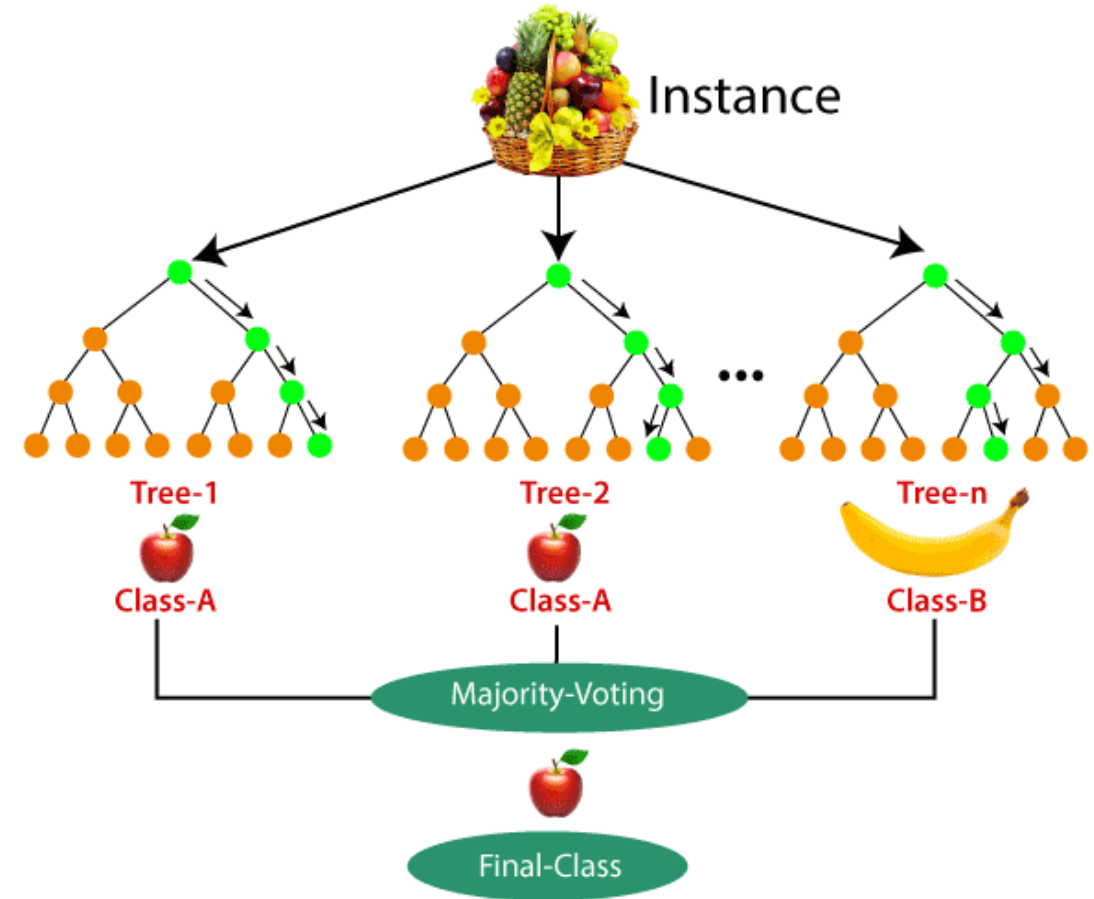 Instance
...
Tree-1
Tree-2
Tree-n
Class-A
Class-A
Class-B
Majority-Voting
Final-Class